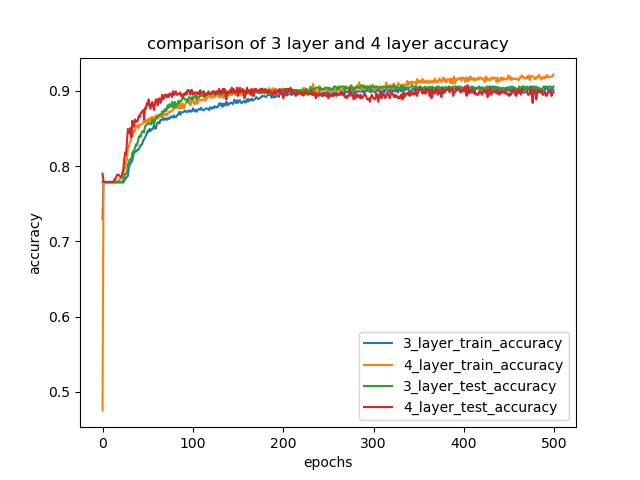 comparison of 3 layer and 4 layer accuracy
accuracy
0.9
0.8
0.7
0.6
0.5
3_layer_train_accuracy
4_layer_train_accuracy
3_layer_test_accuracy
4_layer_test_accuracy
0 100 200 300 400 500
epochs